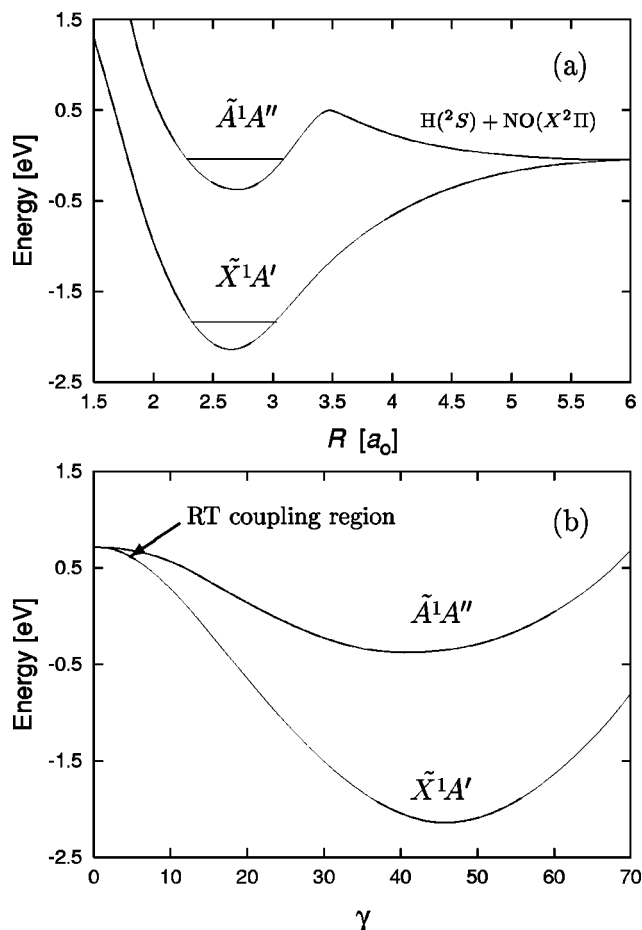 1.5
(a)
Ã¹A″
H(²S) + NO(X²Π)
0.5
Energy [eV]
-0.5
X̃¹A′
-1.5
-2.5
1.5 2 2.5 3 3.5 4 4.5 5 5.5 6
R [a₀]
1.5
RT coupling region
(b)
0.5
Ã¹A″
Energy [eV]
-0.5
-1.5
X̃¹A′
-2.5
0 10 20 30 40 50 60 70
γ